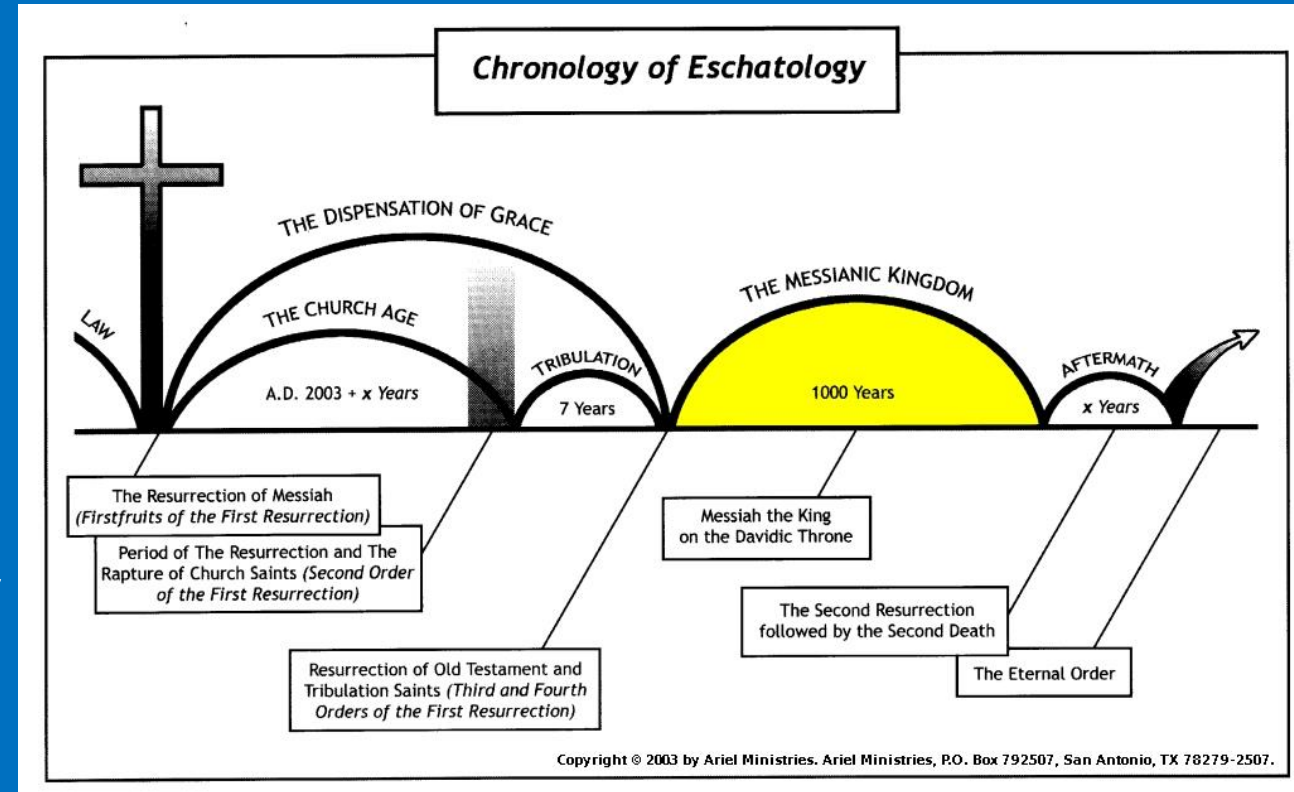 Chronology of Eschatology
LAW
THE DISPENSATION OF GRACE
THE CHURCH AGE
A.D. 2003 + x Years
TRIBULATION
7 Years
THE MESSIANIC KINGDOM
1000 Years
AFTERMATH
x Years
The Resurrection of Messiah
(Firstfruits of the First Resurrection)
Period of The Resurrection and The
Rapture of Church Saints (Second Order
of the First Resurrection)
Resurrection of Old Testament and
Tribulation Saints (Third and Fourth
Orders of the First Resurrection)
Messiah the King
on the Davidic Throne
The Second Resurrection
followed by the Second Death
The Eternal Order
Copyright © 2003 by Ariel Ministries. Ariel Ministries, P.O. Box 792507, San Antonio, TX 78279-2507.